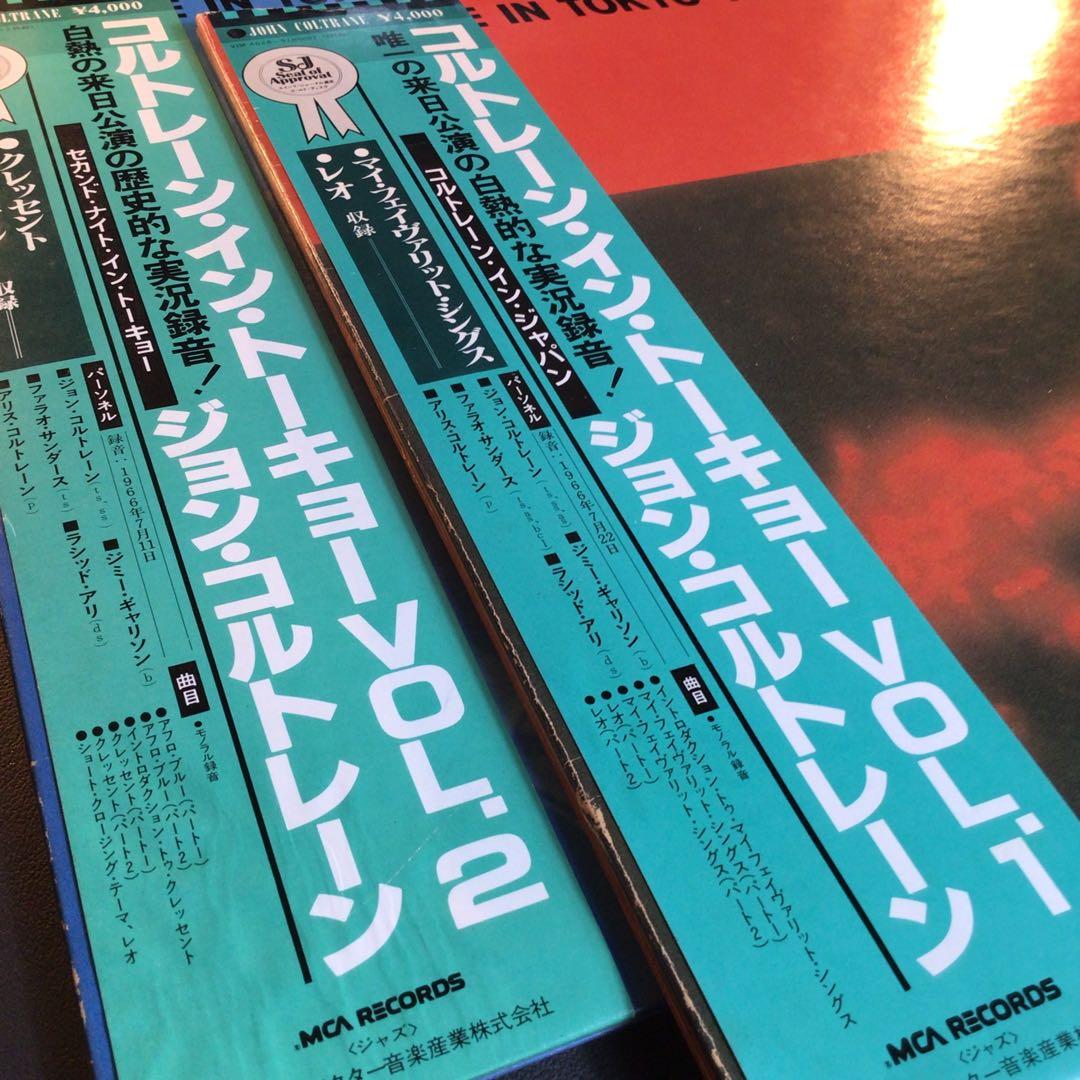 JOHN COLTRANE ¥4,000
SJ
Seal of
Approval
唯一の来日公演の白熱的な実況録音!
コルトレーン・イン・トーキョー VOL.1
ジョン・コルトレーン
コルトレーン・イン・ジャパン
●マイ・フェイヴァリット・シングス
●レオ 収録
パーソネル
録音：1966年7月22日
■ジョン・コルトレーン(ts,ss,as)
■ファラオ・サンダース(ts,as,bcl)
■アリス・コルトレーン(p)
■ジミー・ギャリソン(b)
■ラシッド・アリ(ds)
曲目
●モノラル録音
●イントロダクション・トゥ・マイ・フェイヴァリット・シングス
●マイ・フェイヴァリット・シングス(パート1)
●マイ・フェイヴァリット・シングス(パート2)
●レオ(パート1)
●レオ(パート2)
MCA RECORDS
〈ジャズ〉
ター音楽産業株式会
COLTRANE ¥4,000
白熱の来日公演の歴史的な実況録音!
コルトレーン・イン・トーキョー VOL.2
ジョン・コルトレーン
セカンド・ナイト・イン・トーキョー
●クレッセント
収録
パーソネル
録音：1966年7月11日
■ジョン・コルトレーン(ts,ss)
■ファラオ・サンダース(ts)
■アリス・コルトレーン(p)
■ジミー・ギャリソン(b)
■ラシッド・アリ(ds)
曲目
●モノラル録音
●アフロ・ブルー(パート1)
●アフロ・ブルー(パート2)
●イントロダクション・トゥ・クレッセント
●クレッセント(パート1)
●クレッセント(パート2)
●ショート・クロージング・テーマ、レオ
MCA RECORDS
〈ジャズ〉
クター音楽産業株式会社
E IN TOKYO
IN TO